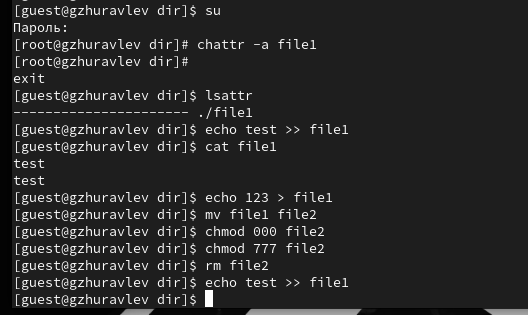 [guest@gzhuravlev dir]$ su
Пароль:
[root@gzhuravlev dir]# chattr -a file1
[root@gzhuravlev dir]#
exit
[guest@gzhuravlev dir]$ lsattr
---------------------- ./file1
[guest@gzhuravlev dir]$ echo test >> file1
[guest@gzhuravlev dir]$ cat file1
test
test
[guest@gzhuravlev dir]$ echo 123 > file1
[guest@gzhuravlev dir]$ mv file1 file2
[guest@gzhuravlev dir]$ chmod 000 file2
[guest@gzhuravlev dir]$ chmod 777 file2
[guest@gzhuravlev dir]$ rm file2
[guest@gzhuravlev dir]$ echo test >> file1
[guest@gzhuravlev dir]$